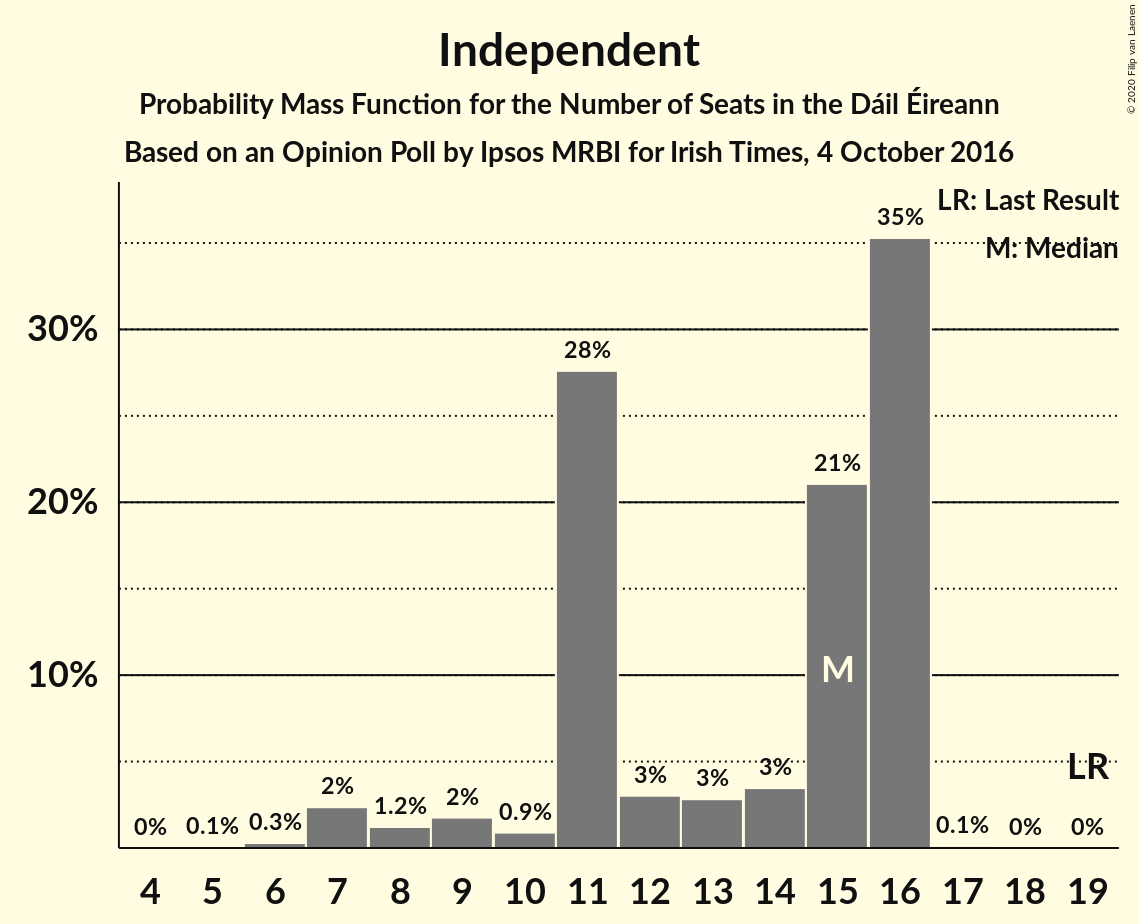 Independent
Probability Mass Function for the Number of Seats in the Dáil Éireann
Based on an Opinion Poll by Ipsos MRBI for Irish Times, 4 October 2016
© 2020 Filip van Laenen
LR: Last Result
M: Median
30%
20%
10%
0% 0.1% 0.3% 2% 1.2% 2% 0.9% 28% 3% 3% 3% 21% 35% 0.1% 0% 0%
M
LR
4 5 6 7 8 9 10 11 12 13 14 15 16 17 18 19